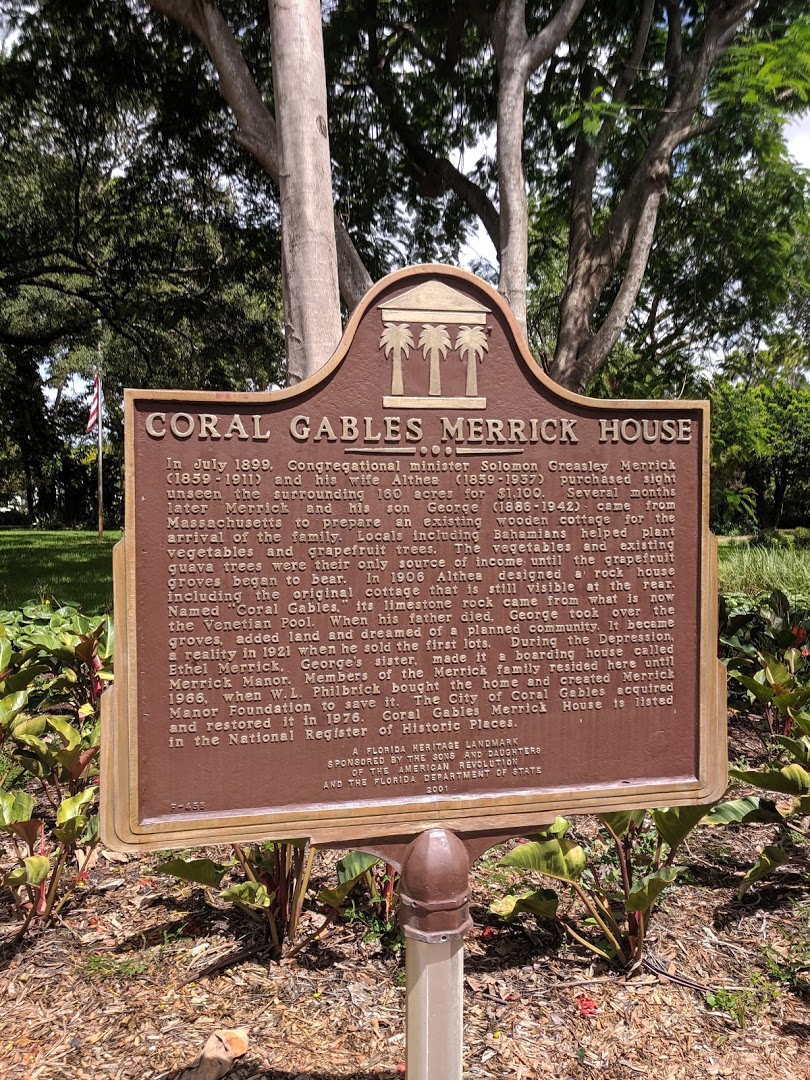 CORAL GABLES MERRICK HOUSE
In July 1899, Congregational minister Solomon Greasley Merrick
(1859-1911) and his wife Althea (1859-1937) purchased sight
unseen the surrounding 160 acres for $1,100. Several months
later Merrick and his son George (1886-1942) came from
Massachusetts to prepare an existing wooden cottage for the
arrival of the family. Locals including Bahamians helped plant
vegetables and grapefruit trees. The vegetables and existing
guava trees were their only source of income until the grapefruit
groves began to bear. In 1906 Althea designed a rock house
including the original cottage that is still visible at the rear.
Named "Coral Gables," its limestone rock came from what is now
the Venetian Pool. When his father died, George took over the
groves, added land and dreamed of a planned community. It became
a reality in 1921 when he sold the first lots. During the Depression,
Ethel Merrick, George's sister, made it a boarding house called
Merrick Manor. Members of the Merrick family resided here until
1966, when W.L. Philbrick bought the home and created Merrick
Manor Foundation to save it. The City of Coral Gables acquired
and restored it in 1976. Coral Gables Merrick House is listed
in the National Register of Historic Places.
A FLORIDA HERITAGE LANDMARK
SPONSORED BY THE SONS AND DAUGHTERS
OF THE AMERICAN REVOLUTION
AND THE FLORIDA DEPARTMENT OF STATE
2001